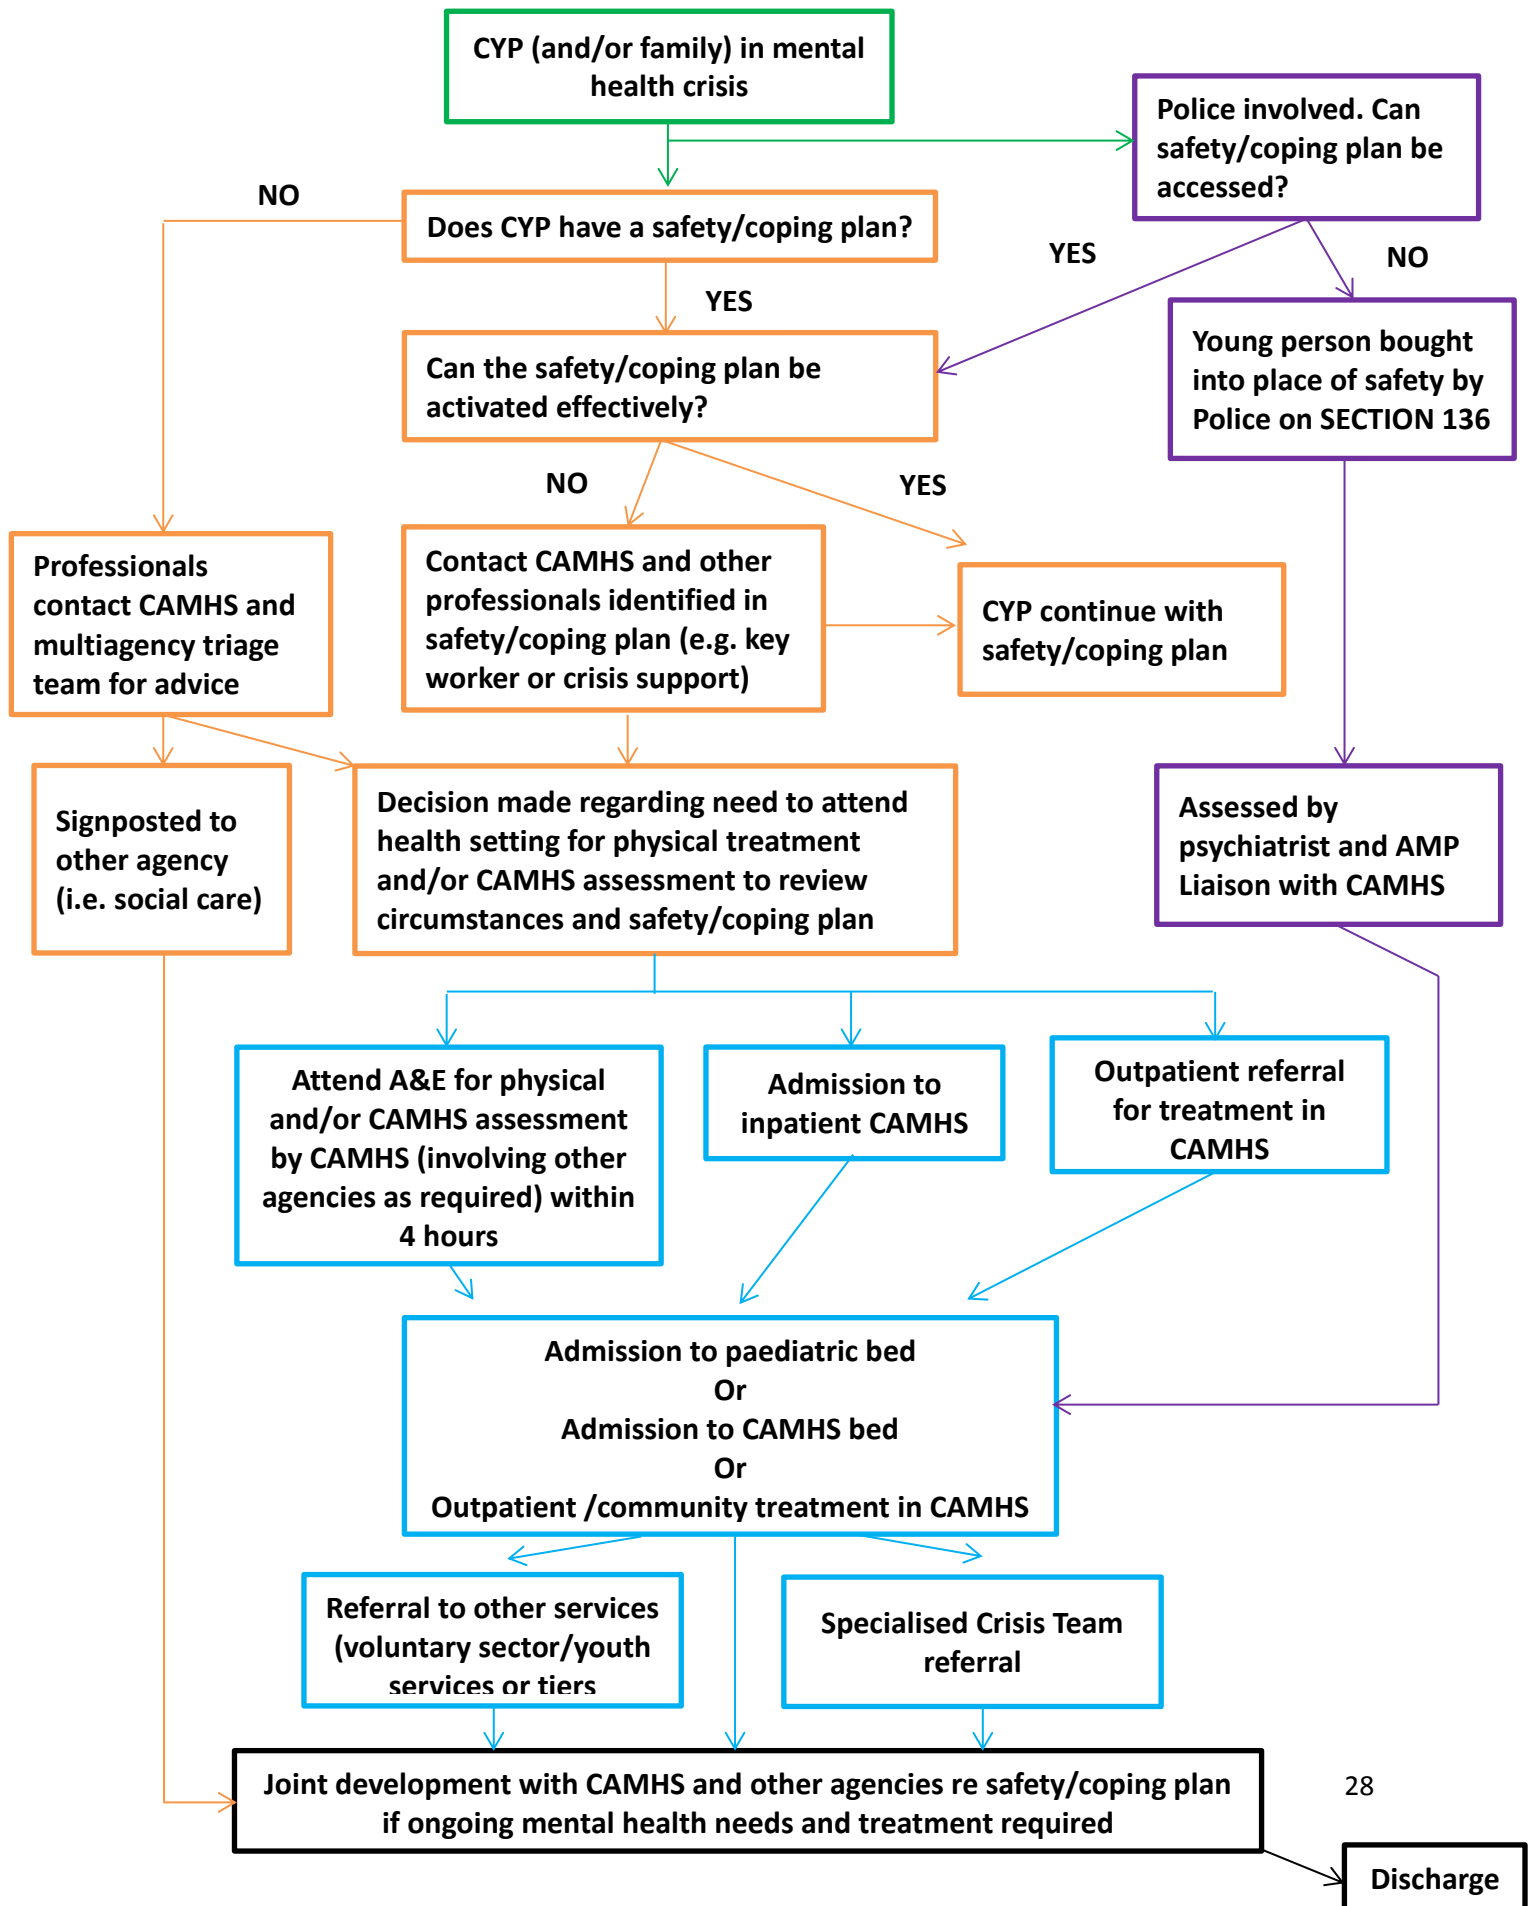 CYP (and/or family) in mental
health crisis
Police involved. Can
safety/coping plan be
accessed?
NO
Does CYP have a safety/coping plan?
YES
NO
YES
Can the safety/coping plan be
activated effectively?
Young person bought
into place of safety by
Police on SECTION 136
NO
YES
Professionals
contact CAMHS and
multiagency triage
team for advice
Contact CAMHS and other
professionals identified in
safety/coping plan (e.g. key
worker or crisis support)
CYP continue with
safety/coping plan
Signposted to
other agency
(i.e. social care)
Decision made regarding need to attend
health setting for physical treatment
and/or CAMHS assessment to review
circumstances and safety/coping plan
Assessed by
psychiatrist and AMP
Liaison with CAMHS
Attend A&E for physical
and/or CAMHS assessment
by CAMHS (involving other
agencies as required) within
4 hours
Admission to
inpatient CAMHS
Outpatient referral
for treatment in
CAMHS
Admission to paediatric bed
Or
Admission to CAMHS bed
Or
Outpatient /community treatment in CAMHS
Referral to other services
(voluntary sector/youth
services or tiers
Specialised Crisis Team
referral
Joint development with CAMHS and other agencies re safety/coping plan
if ongoing mental health needs and treatment required
28
Discharge